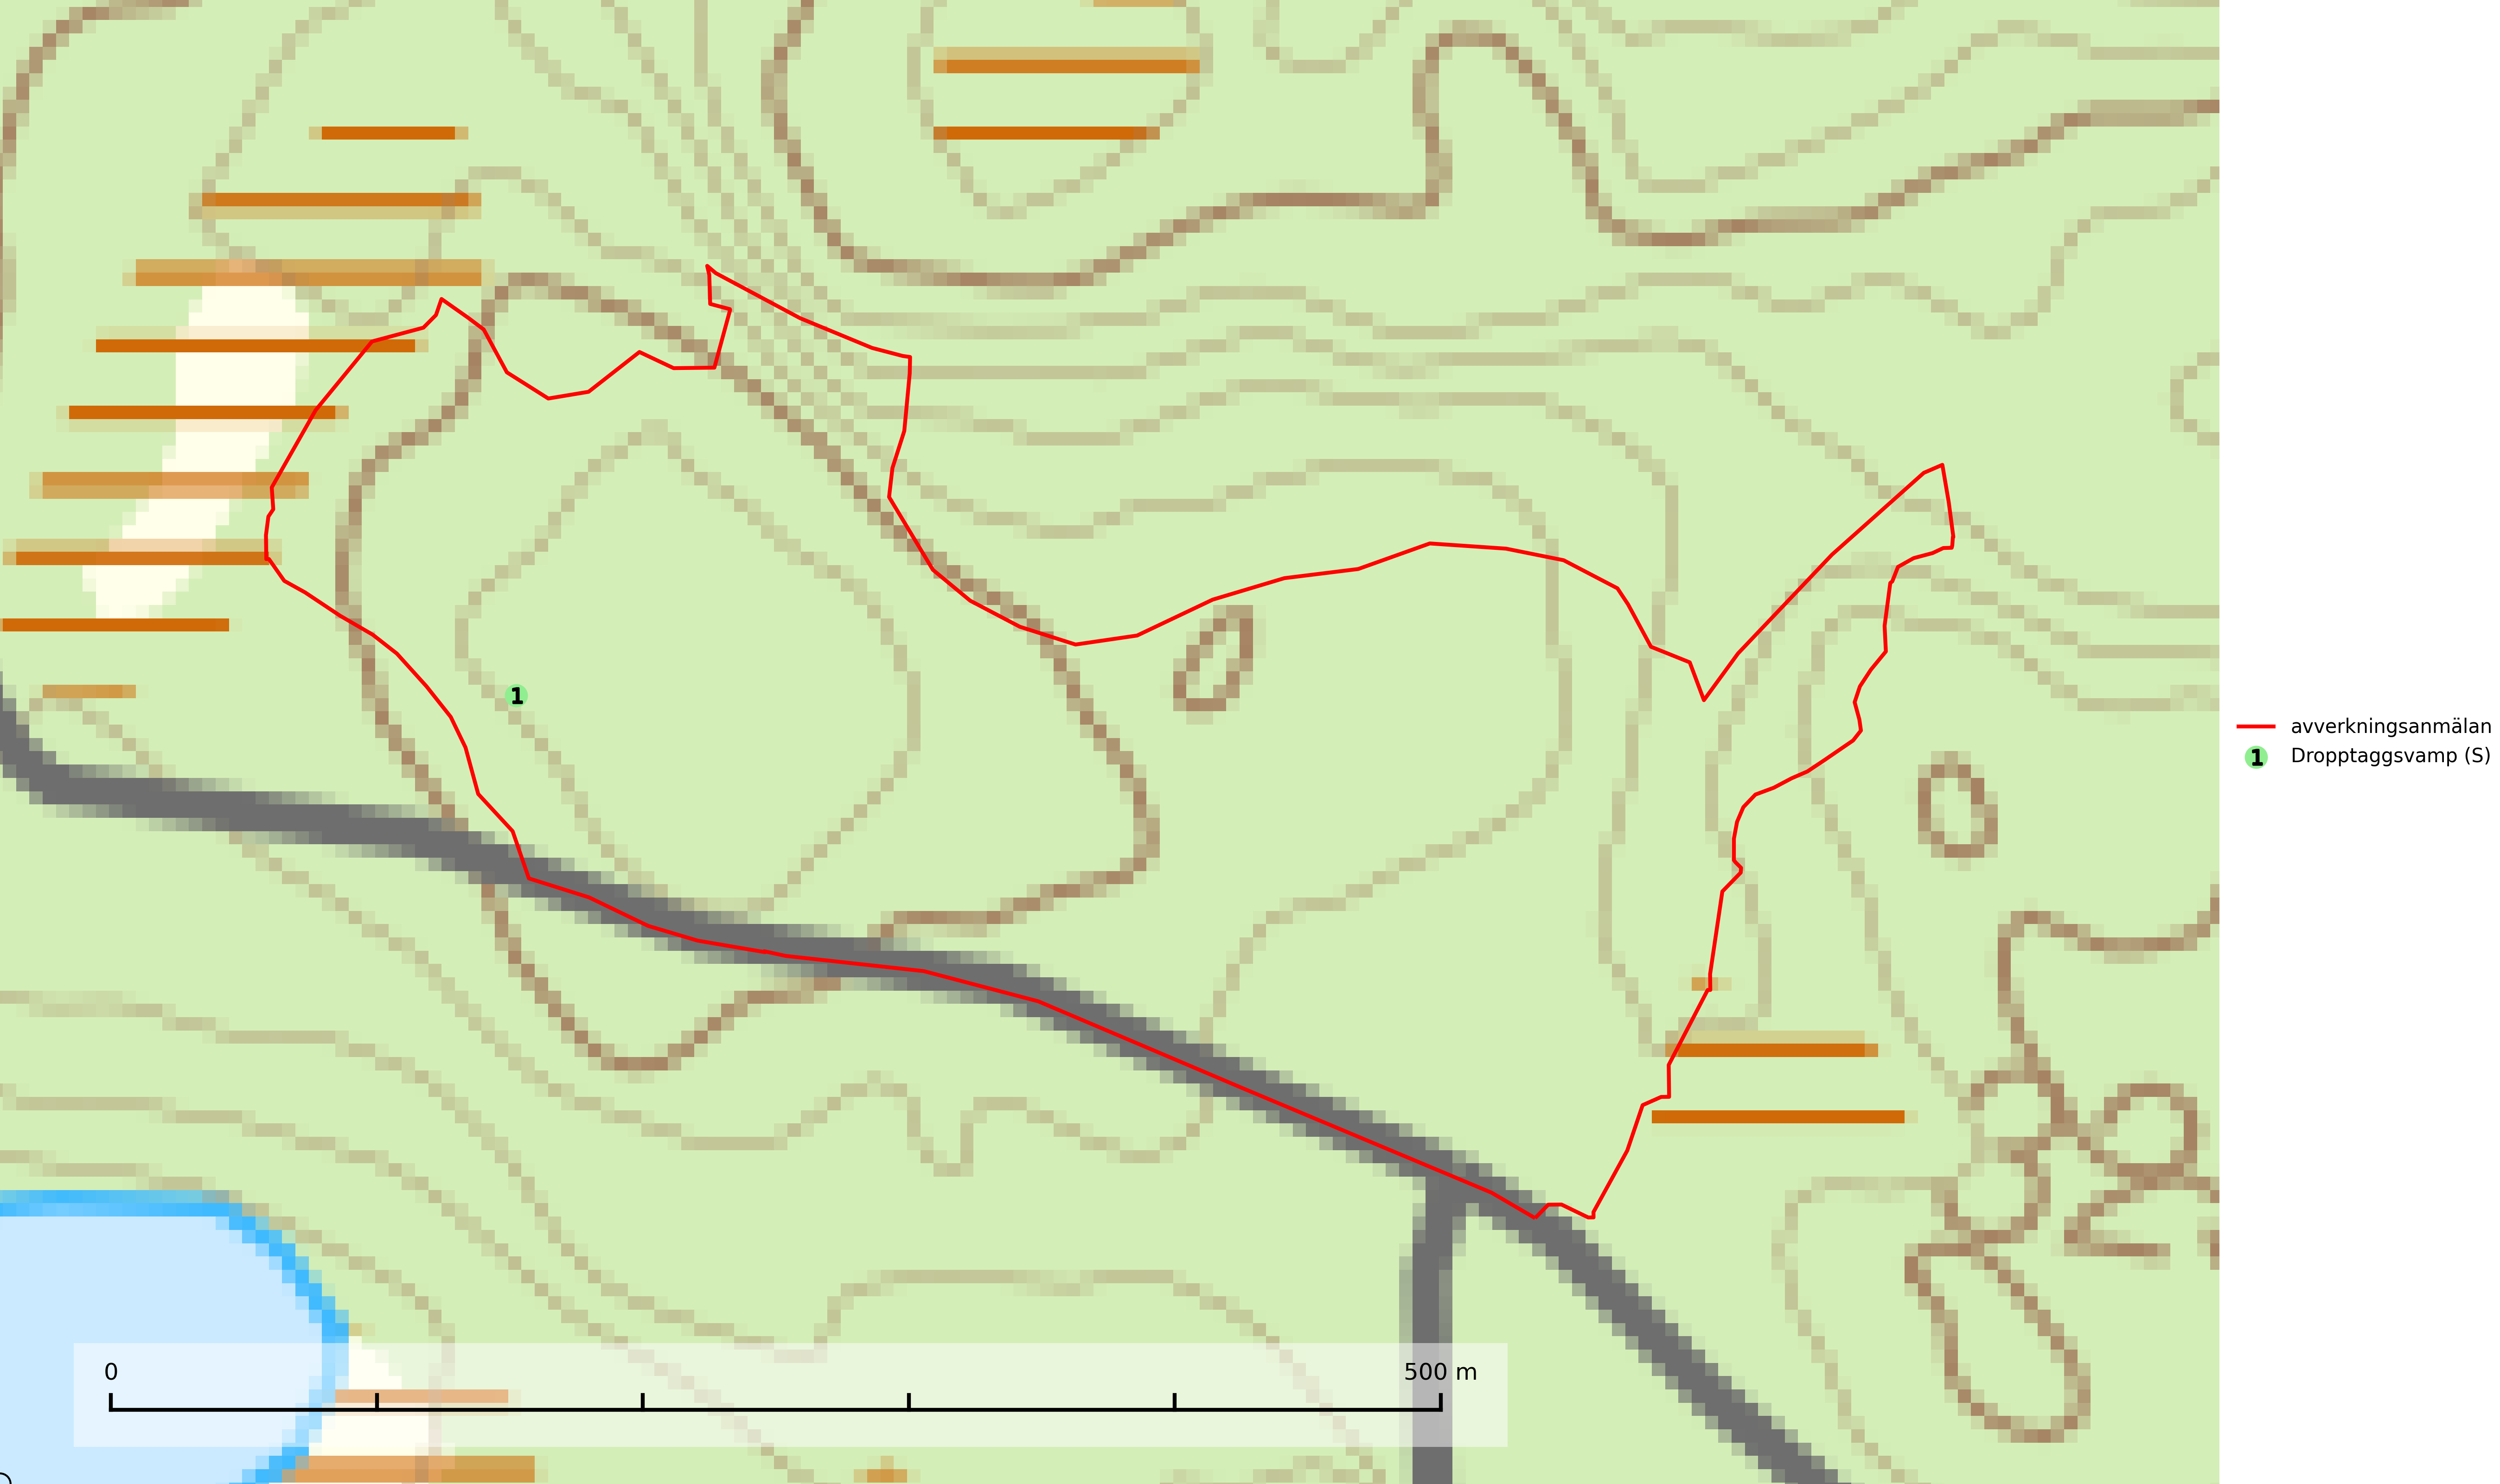 1
avverkningsanmälan
1 Dropptaggsvamp (S)
0 500 m